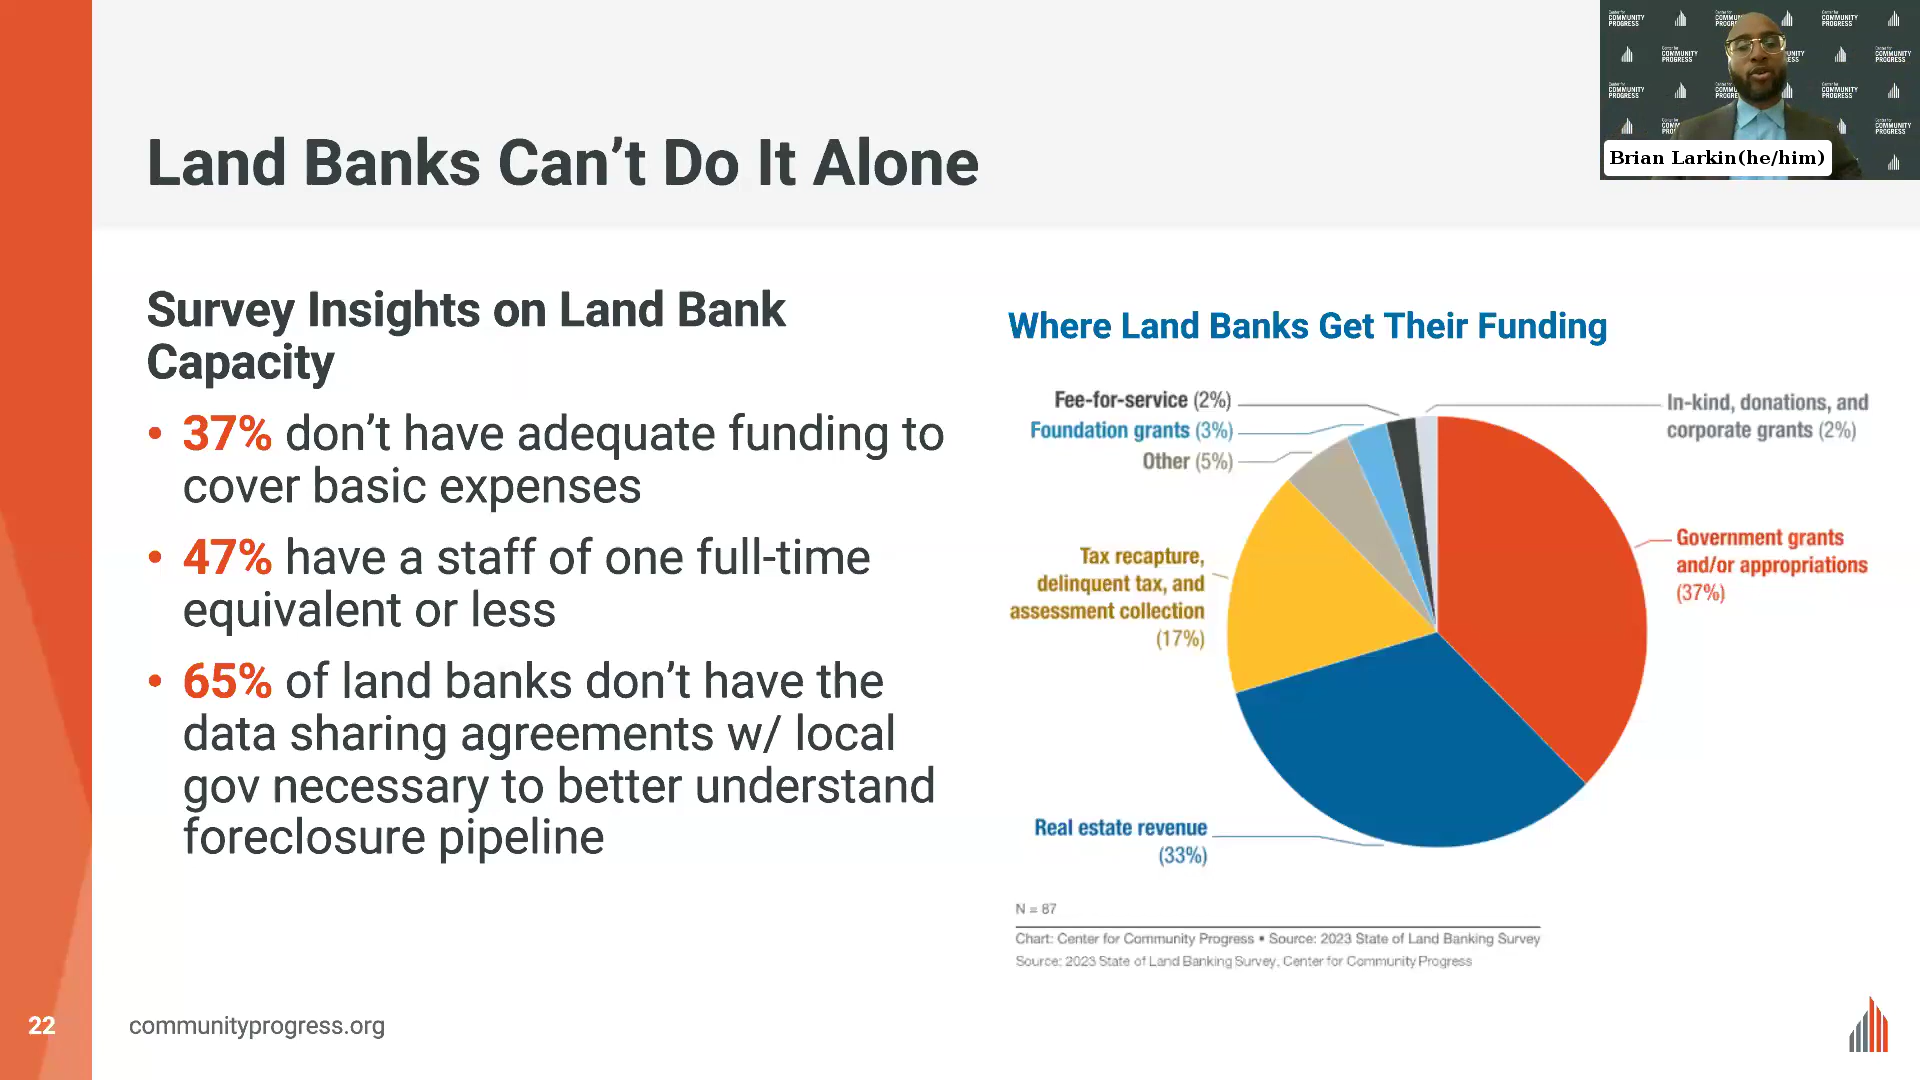 Land Banks Can’t Do It Alone
Brian Larkin(he/him)
Survey Insights on Land Bank
Capacity
• 37% don’t have adequate funding to
cover basic expenses
• 47% have a staff of one full-time
equivalent or less
• 65% of land banks don’t have the
data sharing agreements w/ local
gov necessary to better understand
foreclosure pipeline
Where Land Banks Get Their Funding
Fee-for-service (2%)
Foundation grants (3%)
Other (5%)
Tax recapture,
delinquent tax, and
assessment collection
(17%)
Real estate revenue
(33%)
In-kind, donations, and
corporate grants (2%)
Government grants
and/or appropriations
(37%)
N = 87
Chart: Center for Community Progress • Source: 2023 State of Land Banking Survey
Source: 2023 State of Land Banking Survey, Center for Community Progress
22
communityprogress.org
Center for
COMMUNITY
PROGRESS